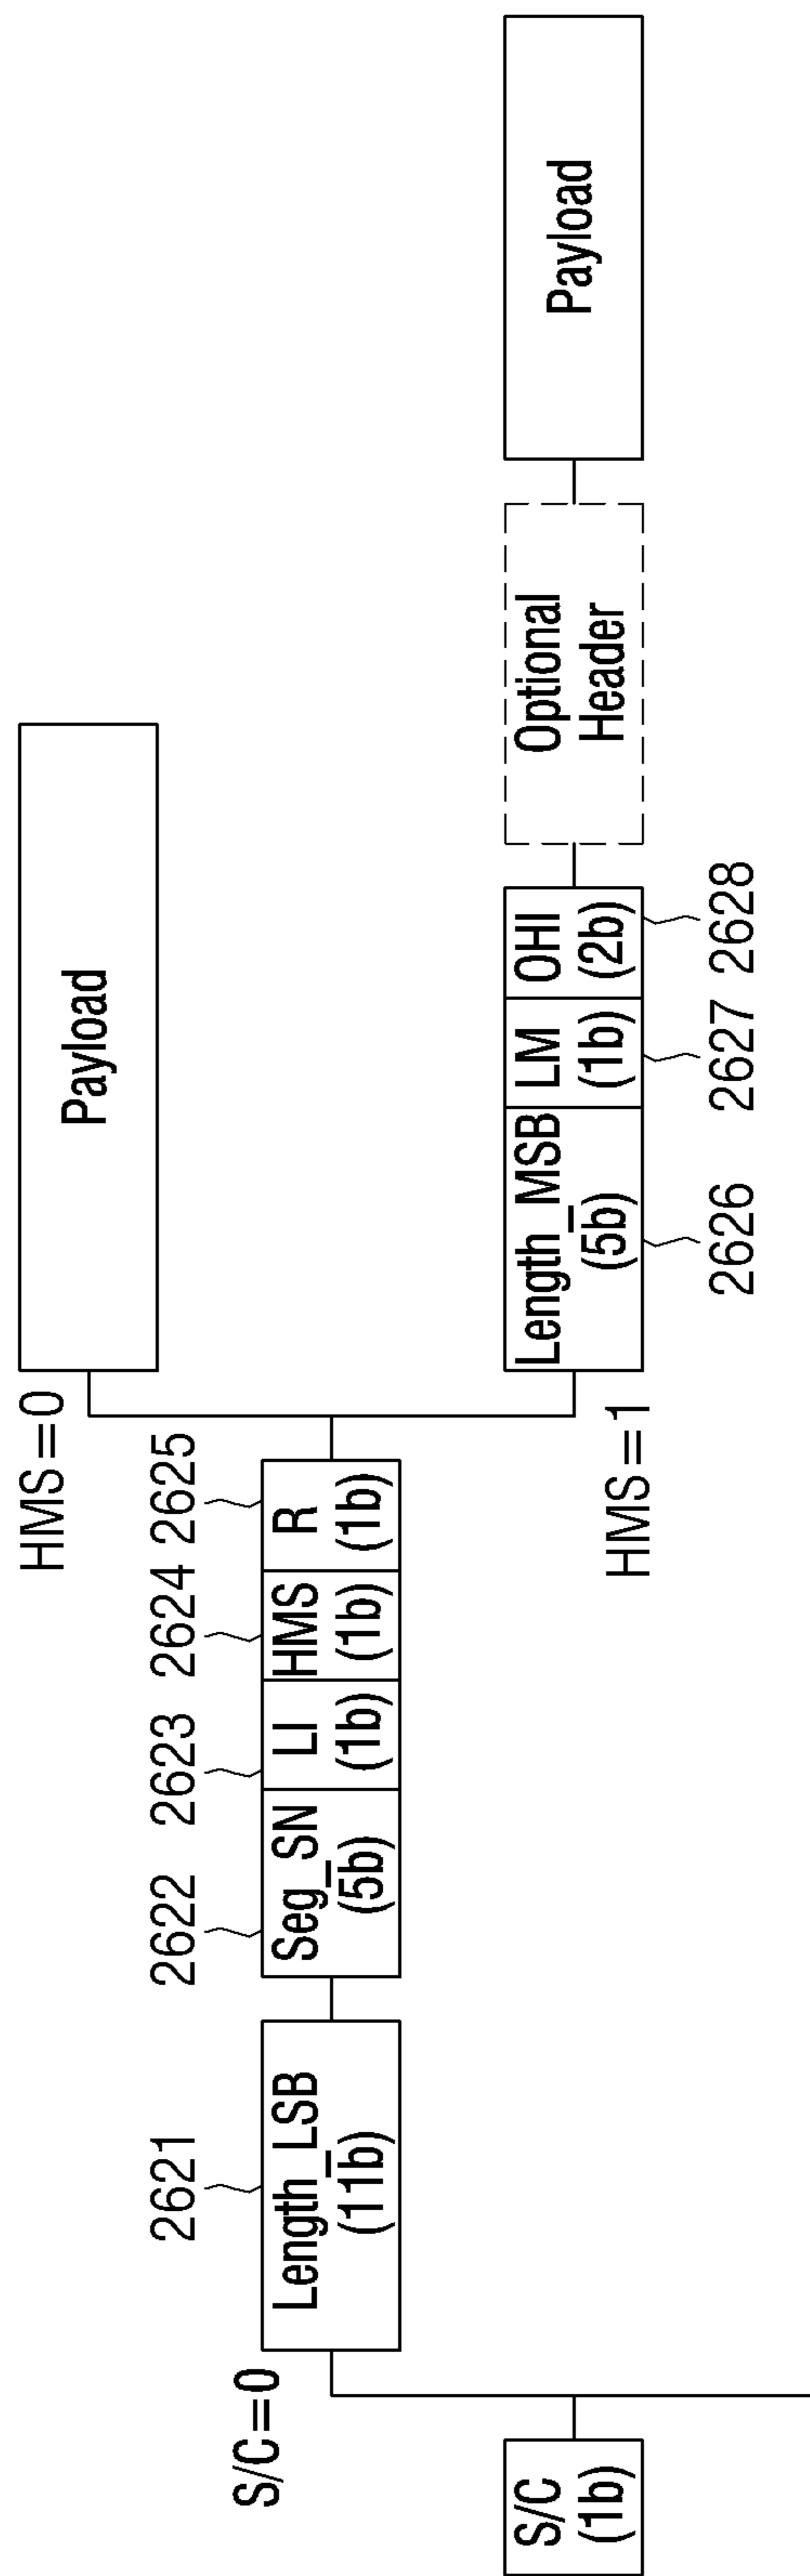 S/C
(1b)
S/C=0
2621
Length_LSB
(11b)
2622
Seg_SN
(5b)
2623
LI
(1b)
2624
HMS
(1b)
2625
R
(1b)
HMS=0
Payload
HMS=1
Length_MSB
(5b)
2626
LM
(1b)
2627
OHI
(2b)
2628
Optional
Header
Payload